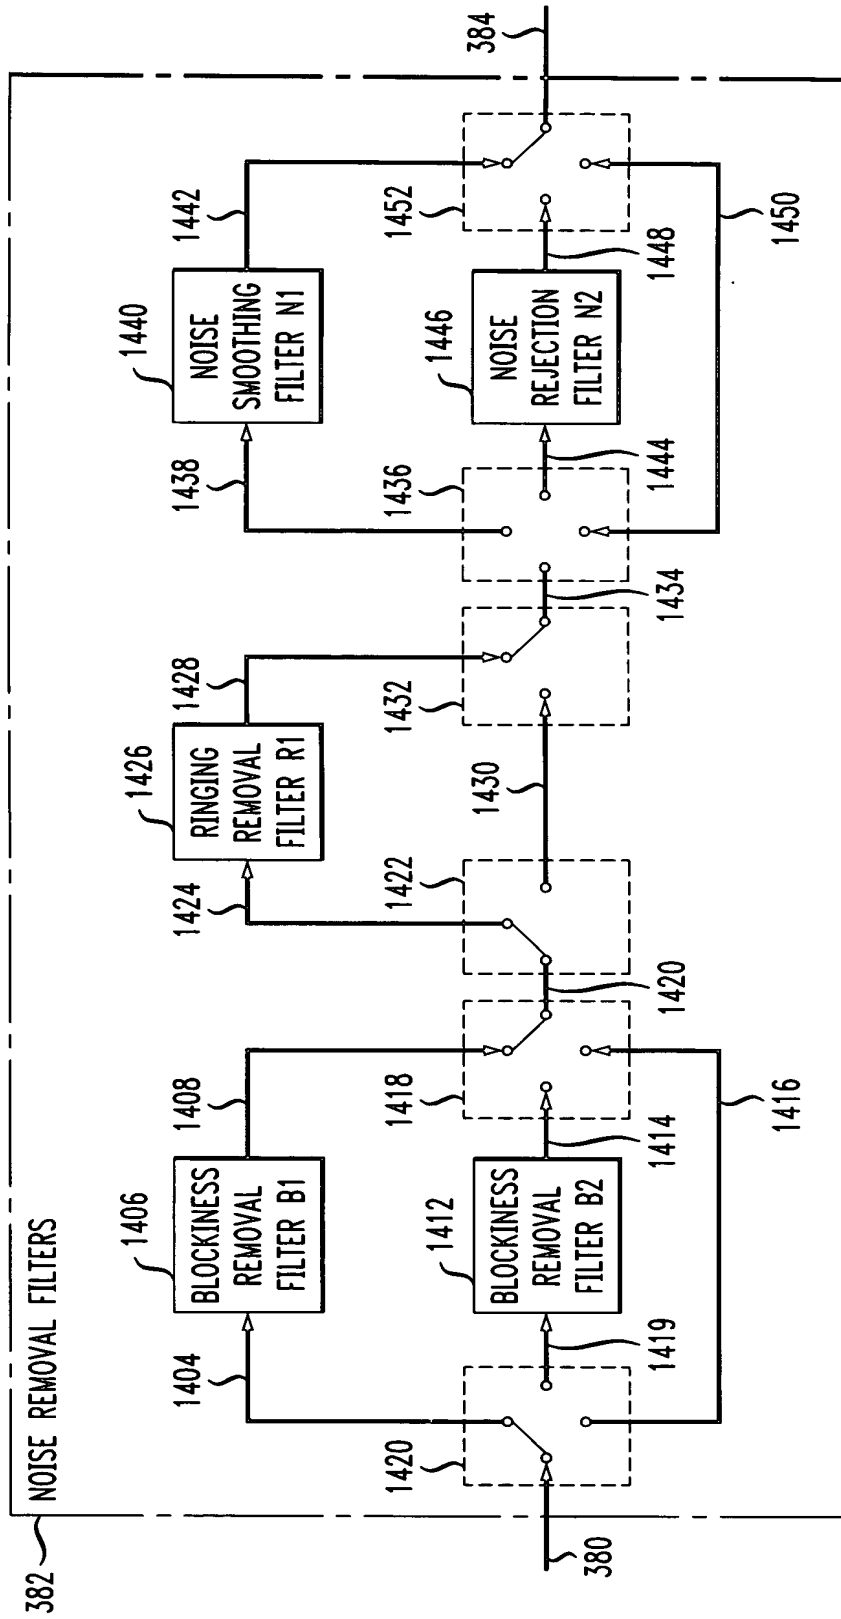 382 NOISE REMOVAL FILTERS
380
1420
1404
1406
BLOCKINESS
REMOVAL
FILTER B1
1408
1419
1412
BLOCKINESS
REMOVAL
FILTER B2
1414
1416
1418
1420
1422
1424
1426
RINGING
REMOVAL
FILTER R1
1428
1430
1432
1434
1436
1438
1440
NOISE
SMOOTHING
FILTER N1
1442
1444
1446
NOISE
REJECTION
FILTER N2
1448
1450
1452
384